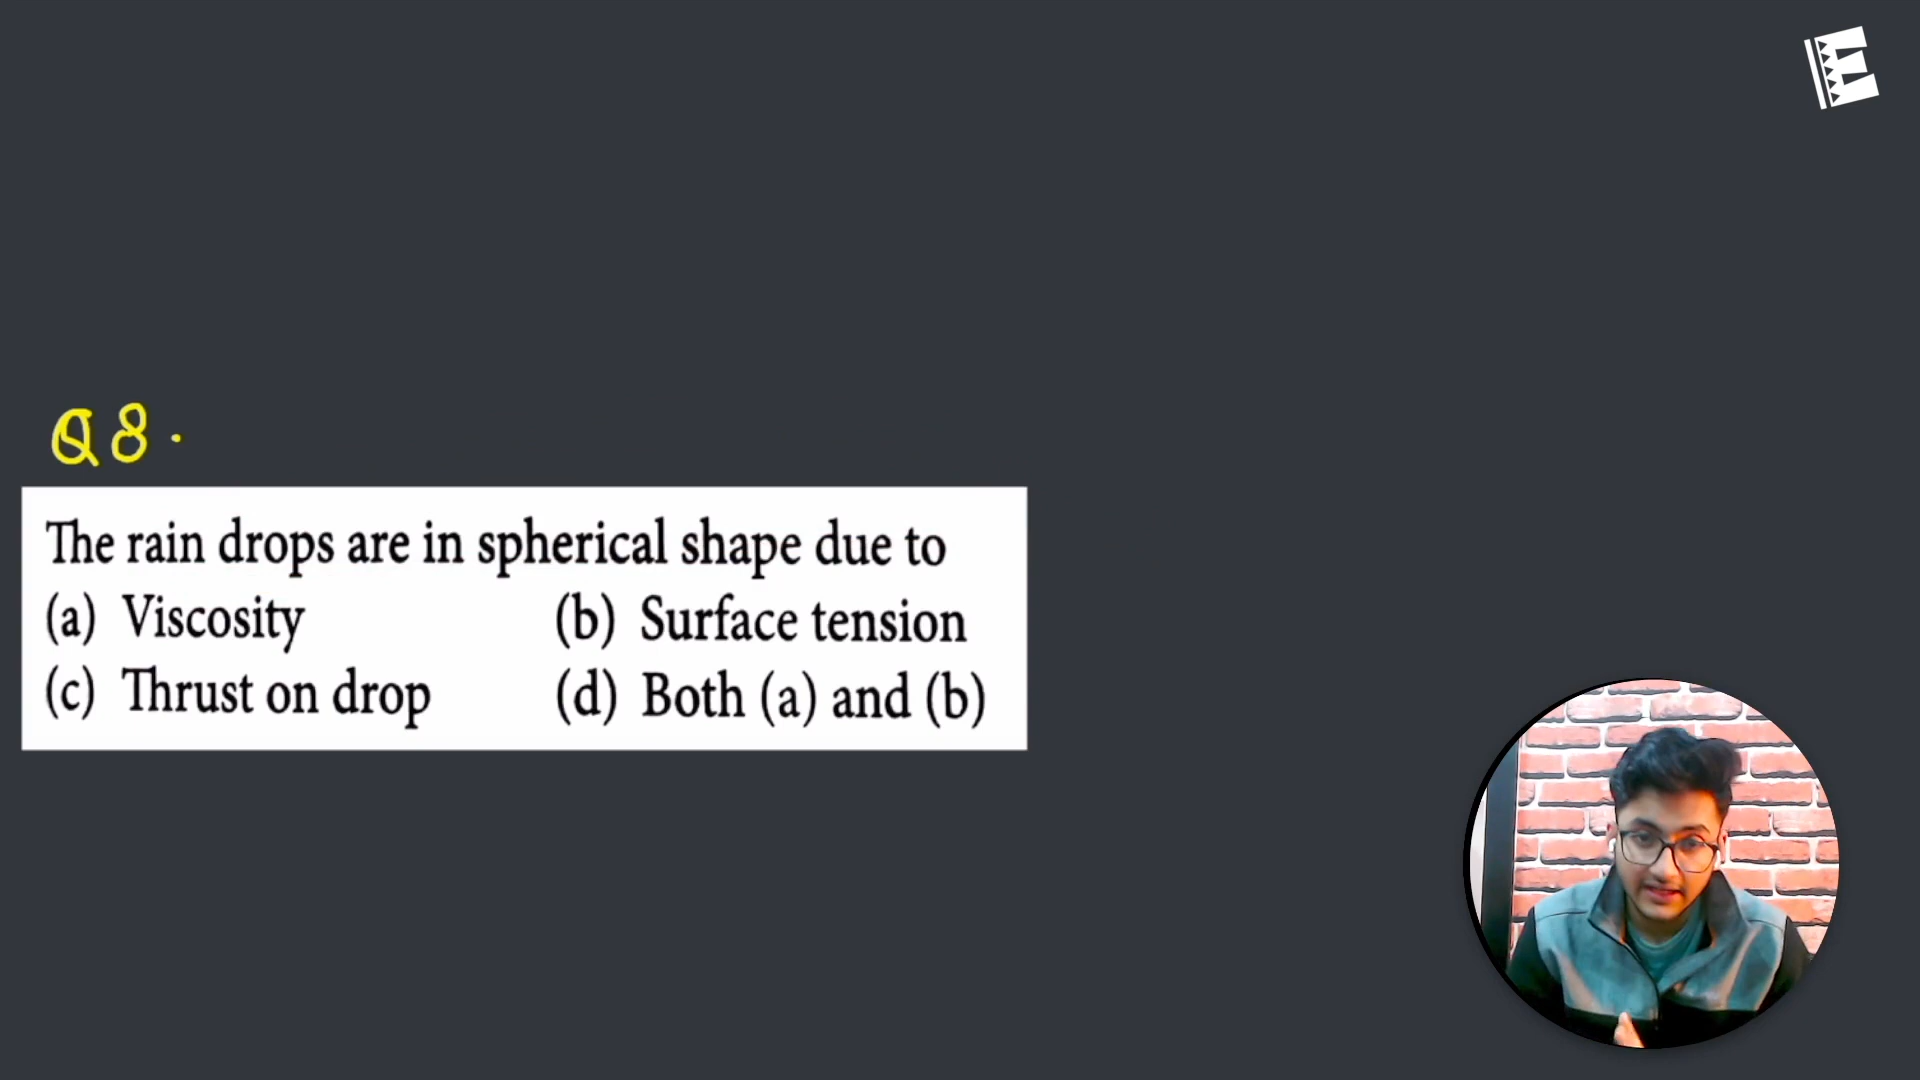 Q8.
The rain drops are in spherical shape due to
(a) Viscosity (b) Surface tension
(c) Thrust on drop (d) Both (a) and (b)